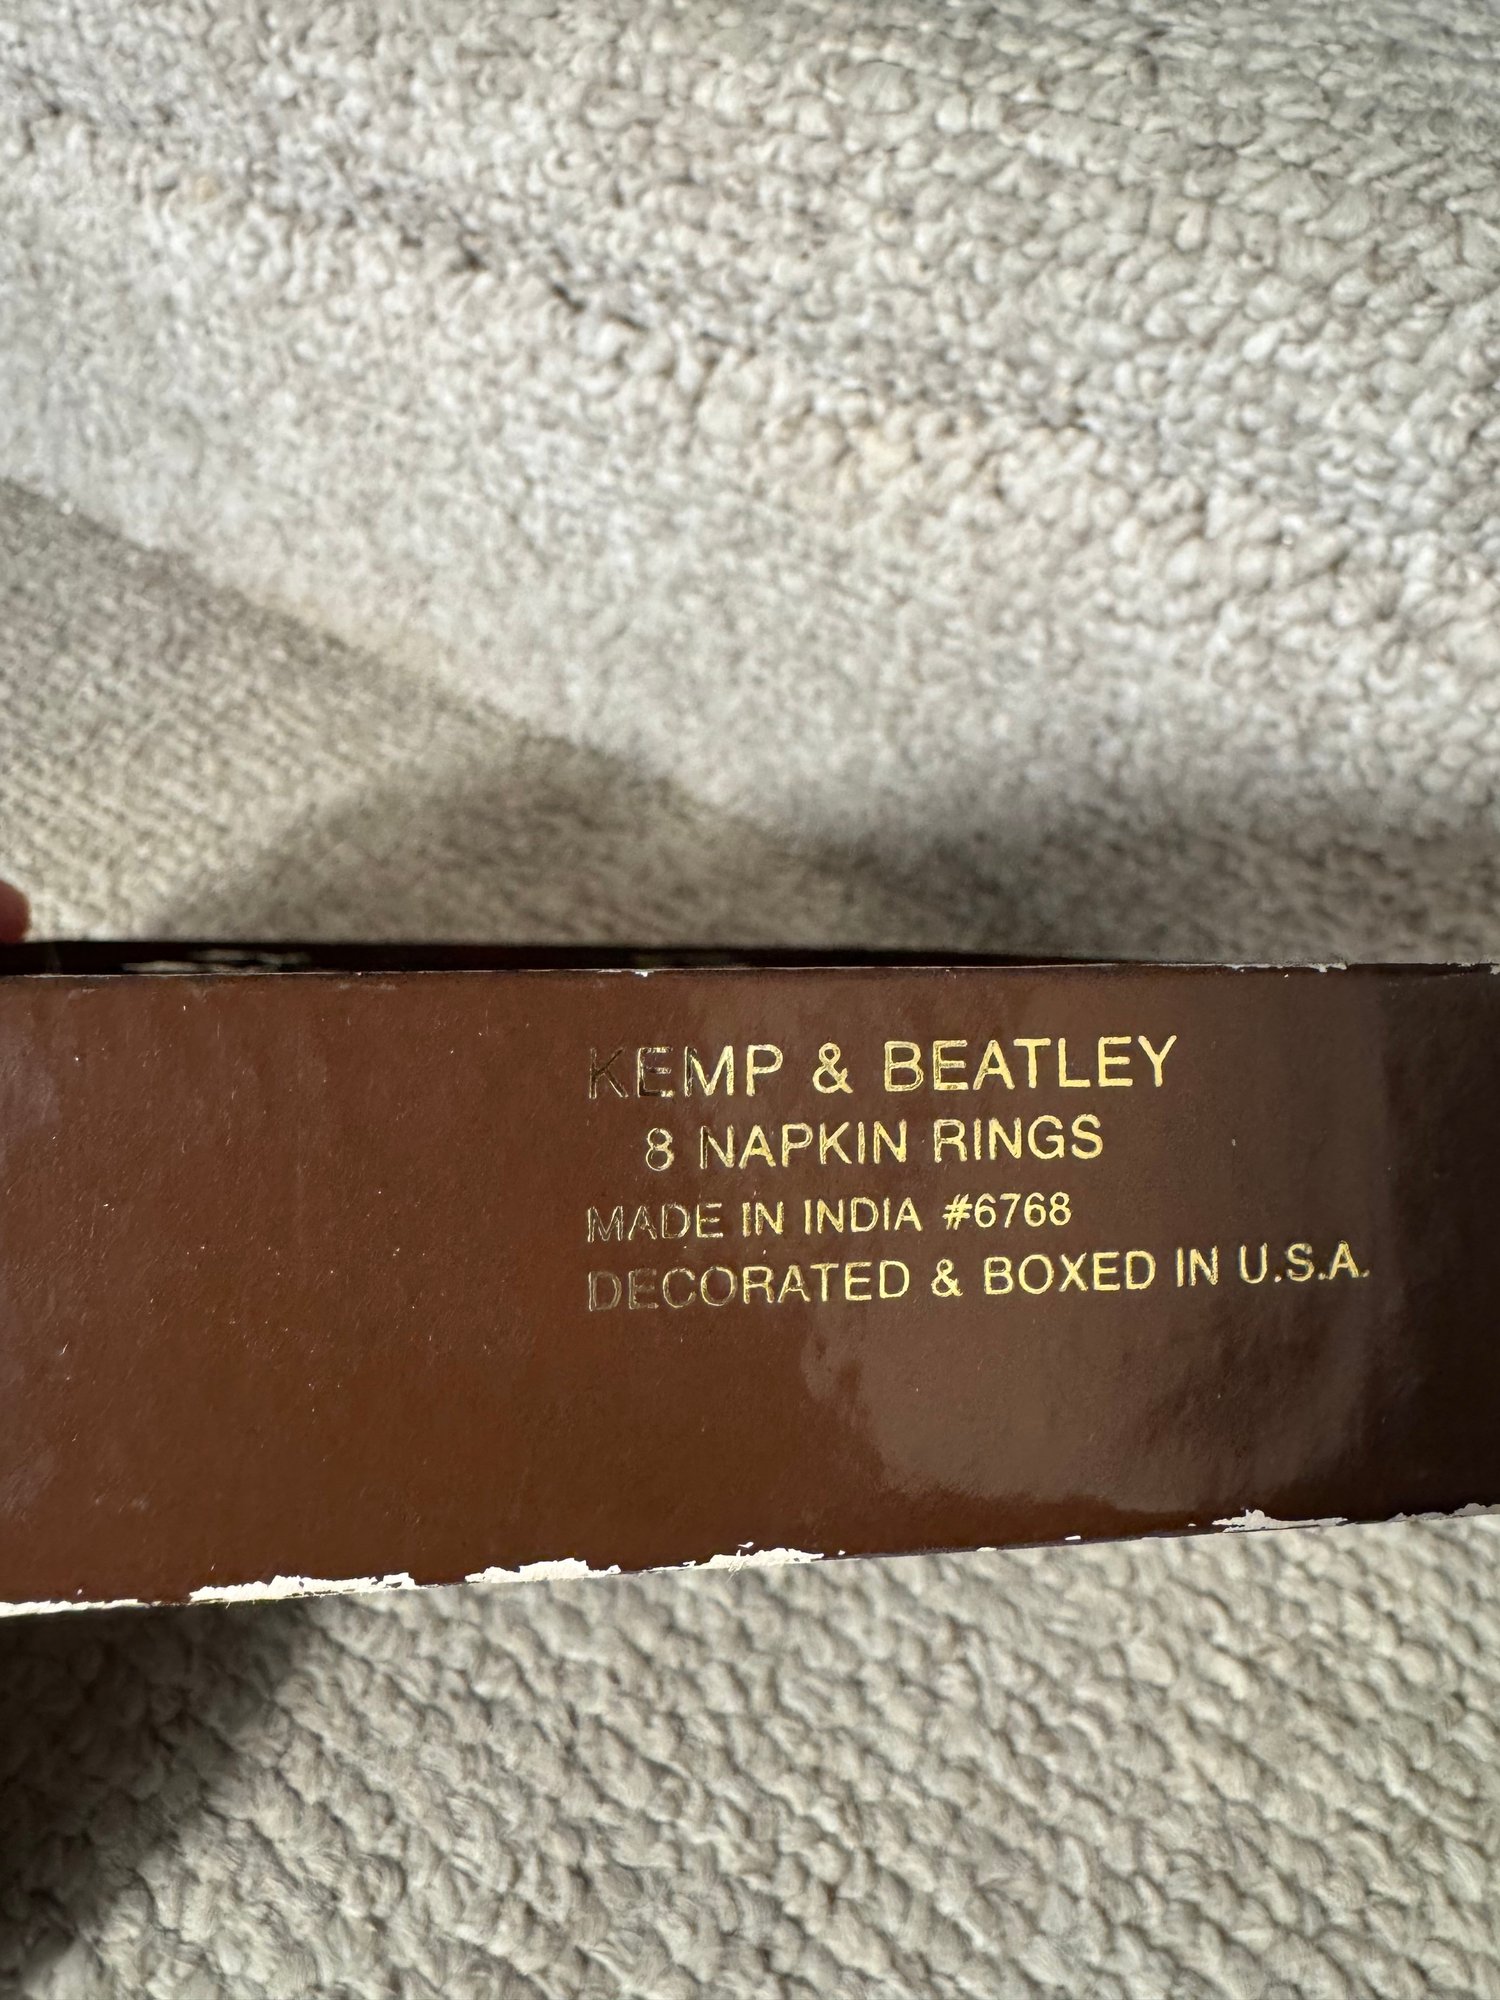 KEMP & BEATLEY
8 NAPKIN RINGS
MADE IN INDIA #6768
DECORATED & BOXED IN U.S.A.